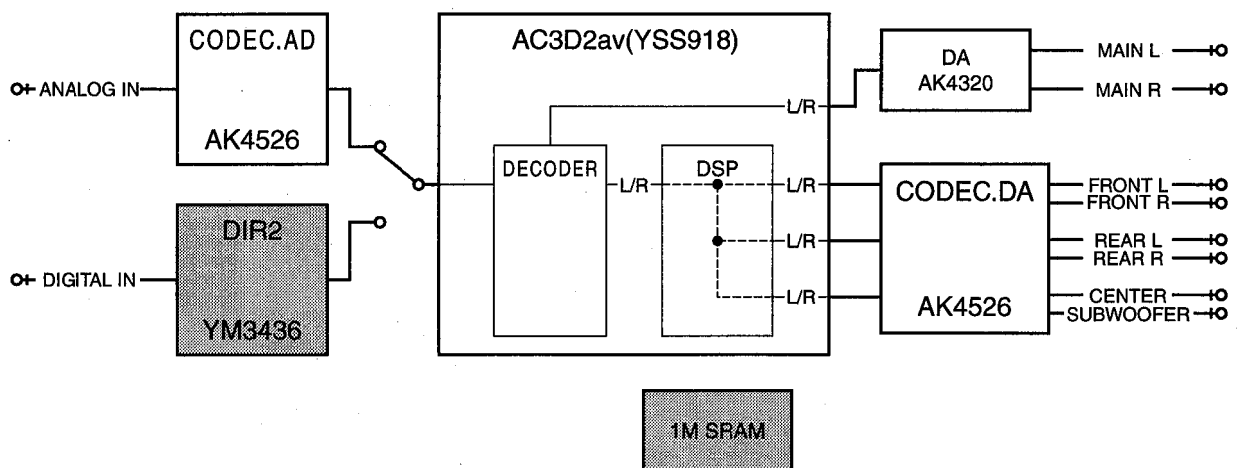 CODEC.AD
AK4526
ANALOG IN
DIR2
YM3436
DIGITAL IN
AC3D2av(YSS918)
DECODER
L/R
DSP
L/R
L/R
L/R
L/R
DA
AK4320
MAIN L
MAIN R
CODEC.DA
AK4526
FRONT L
FRONT R
REAR L
REAR R
CENTER
SUBWOOFER
1M SRAM